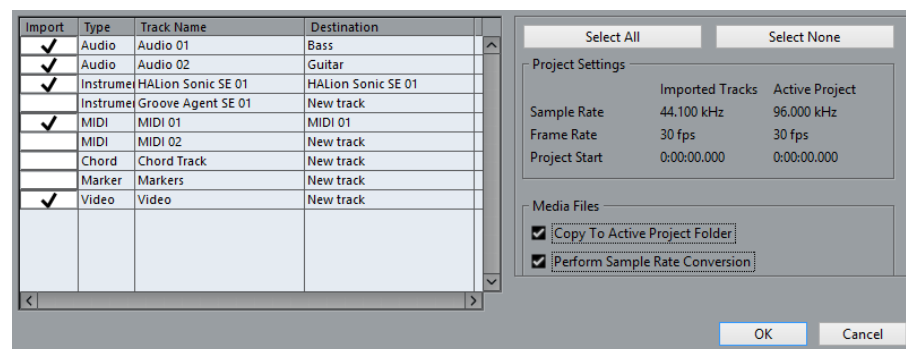 Import Type Track Name Destination
Audio Audio 01 Bass
Audio Audio 02 Guitar
Instrumer HALion Sonic SE 01 HALion Sonic SE 01
Instrumer Groove Agent SE 01 New track
MIDI MIDI 01 MIDI 01
MIDI MIDI 02 New track
Chord Chord Track New track
Marker Markers New track
Video Video New track
Select All Select None
Project Settings
Imported Tracks Active Project
Sample Rate 44.100 kHz 96.000 kHz
Frame Rate 30 fps 30 fps
Project Start 0:00:00.000 0:00:00.000
Media Files
Copy To Active Project Folder
Perform Sample Rate Conversion
OK Cancel